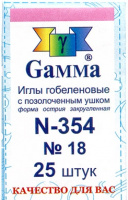 γ
Gamma®
Иглы гобеленовые
с позолоченным ушком
форма острия закругленная
N-354
№ 18
25 штук
КАЧЕСТВО ДЛЯ ВАС